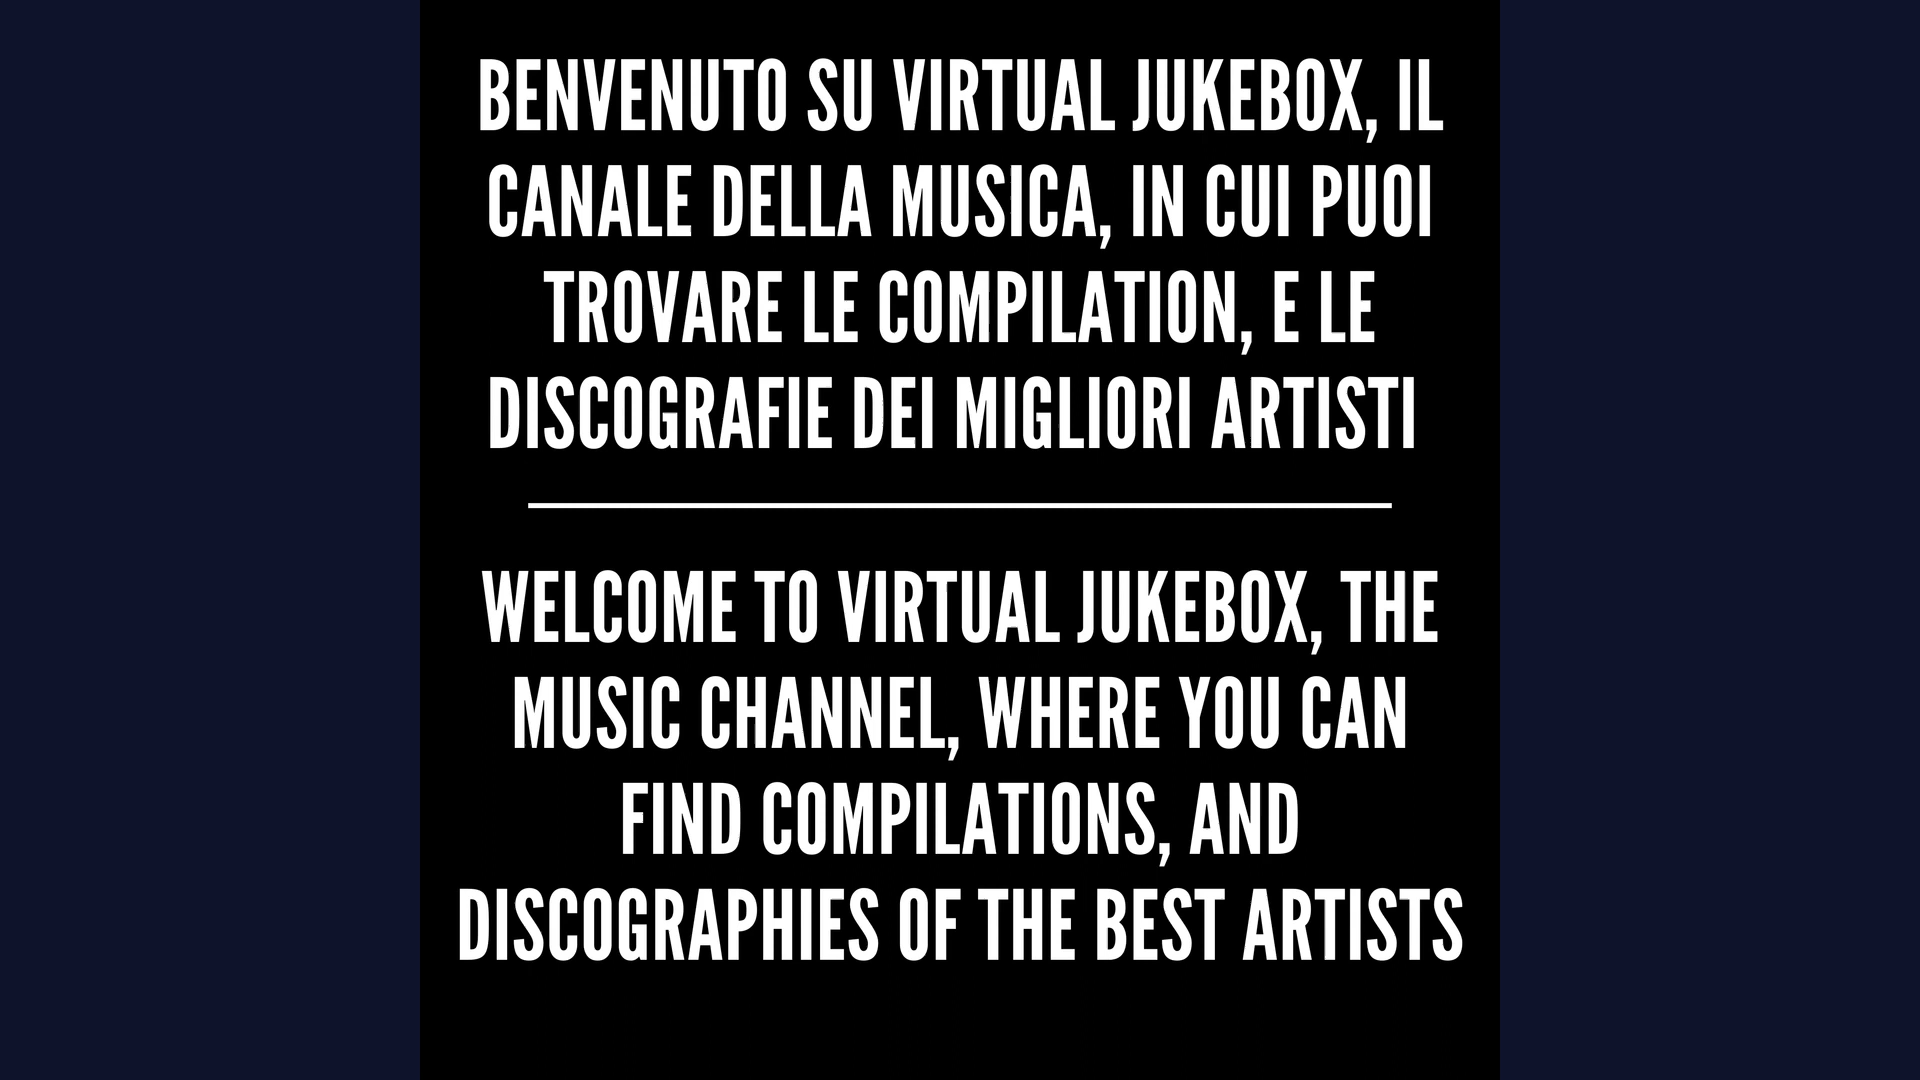 BENVENUTO SU VIRTUAL JUKEBOX, IL
CANALE DELLA MUSICA, IN CUI PUOI
TROVARE LE COMPILATION, E LE
DISCOGRAFIE DEI MIGLIORI ARTISTI
WELCOME TO VIRTUAL JUKEBOX, THE
MUSIC CHANNEL, WHERE YOU CAN
FIND COMPILATIONS, AND
DISCOGRAPHIES OF THE BEST ARTISTS